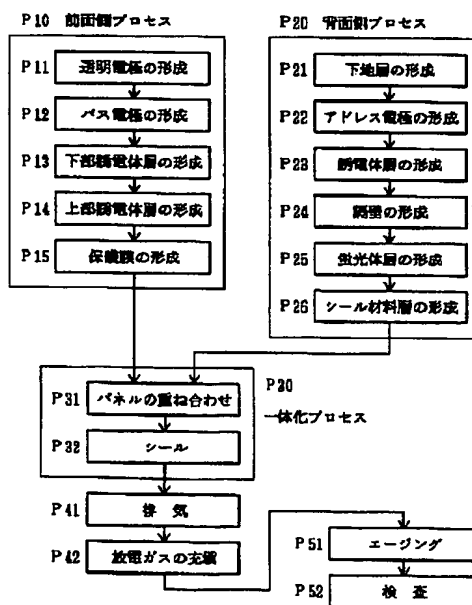 P10 前面側プロセス
P11 透明電極の形成
P12 バス電極の形成
P13 下部誘電体層の形成
P14 上部誘電体層の形成
P15 保護膜の形成
P20 背面側プロセス
P21 下地層の形成
P22 アドレス電極の形成
P23 誘電体層の形成
P24 隔壁の形成
P25 蛍光体層の形成
P26 シール材料層の形成
P30
一体化プロセス
P31 パネルの重ね合わせ
P32 シール
P41 排 気
P42 放電ガスの充填
P51 エージング
P52 検 査